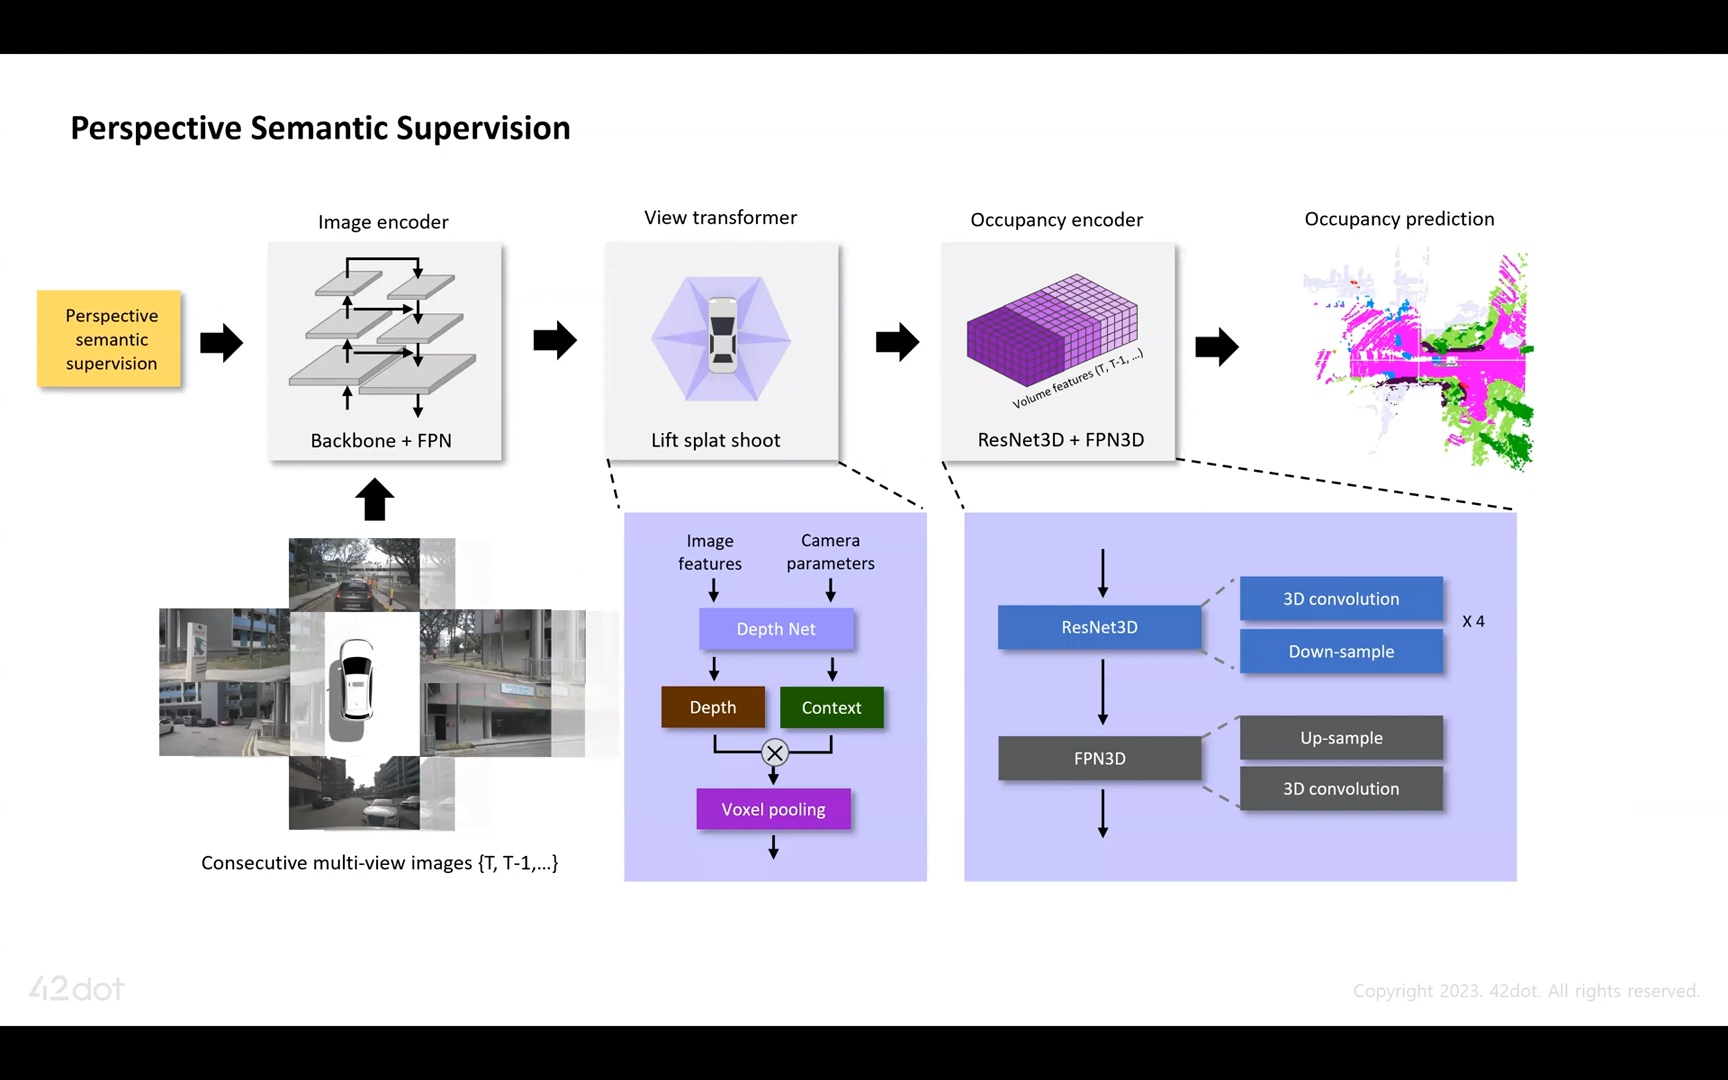 Perspective Semantic Supervision
Image encoder
View transformer
Occupancy encoder
Occupancy prediction
Perspective
semantic
supervision
Backbone + FPN
Lift splat shoot
Volume features (T, T-1, ...)
ResNet3D + FPN3D
Image
features
Camera
parameters
Depth Net
Depth
Context
Voxel pooling
ResNet3D
3D convolution
Down-sample
X 4
FPN3D
Up-sample
3D convolution
Consecutive multi-view images {T, T-1,...}
42dot
Copyright 2023. 42dot. All rights reserved.